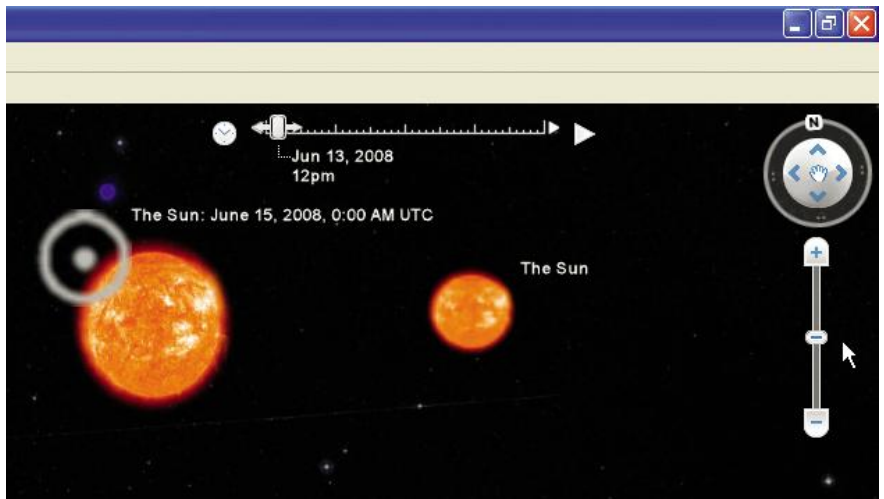 N
Jun 13, 2008
12pm
The Sun: June 15, 2008, 0:00 AM UTC
The Sun